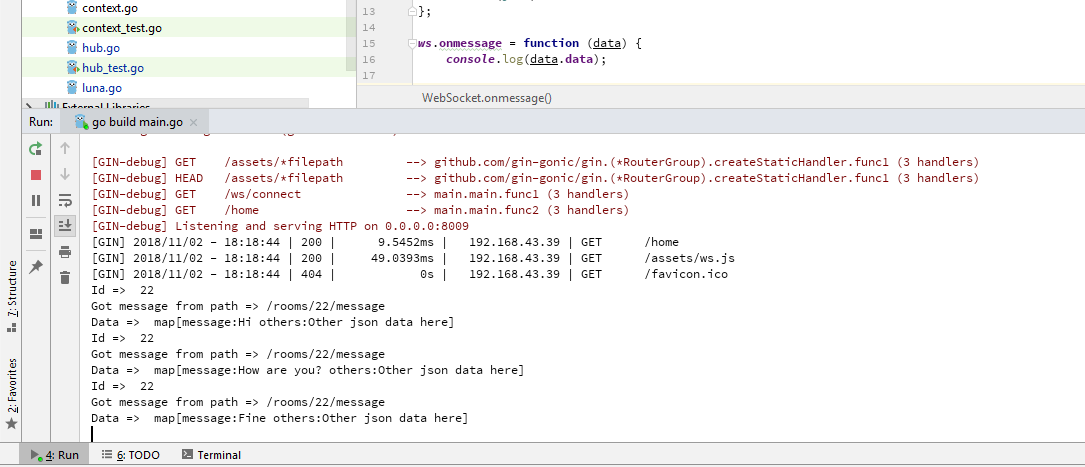 context.go
context_test.go
hub.go
hub_test.go
luna.go
External Libraries
13 };
14
15 ws.onmessage = function (data) {
16 console.log(data.data);
17
WebSocket.onmessage()
Run: go build main.go
[GIN-debug] GET /assets/*filepath --> github.com/gin-gonic/gin.(*RouterGroup).createStaticHandler.func1 (3 handlers)
[GIN-debug] HEAD /assets/*filepath --> github.com/gin-gonic/gin.(*RouterGroup).createStaticHandler.func1 (3 handlers)
[GIN-debug] GET /ws/connect --> main.main.func1 (3 handlers)
[GIN-debug] GET /home --> main.main.func2 (3 handlers)
[GIN-debug] Listening and serving HTTP on 0.0.0.0:8009
[GIN] 2018/11/02 - 18:18:44 | 200 | 9.5452ms | 192.168.43.39 | GET /home
[GIN] 2018/11/02 - 18:18:44 | 200 | 49.0393ms | 192.168.43.39 | GET /assets/ws.js
[GIN] 2018/11/02 - 18:18:44 | 404 | 0s | 192.168.43.39 | GET /favicon.ico
Id => 22
Got message from path => /rooms/22/message
Data => map[message:Hi others:Other json data here]
Id => 22
Got message from path => /rooms/22/message
Data => map[message:How are you? others:Other json data here]
Id => 22
Got message from path => /rooms/22/message
Data => map[message:Fine others:Other json data here]
7: Structure
2: Favorites
4: Run 6: TODO Terminal